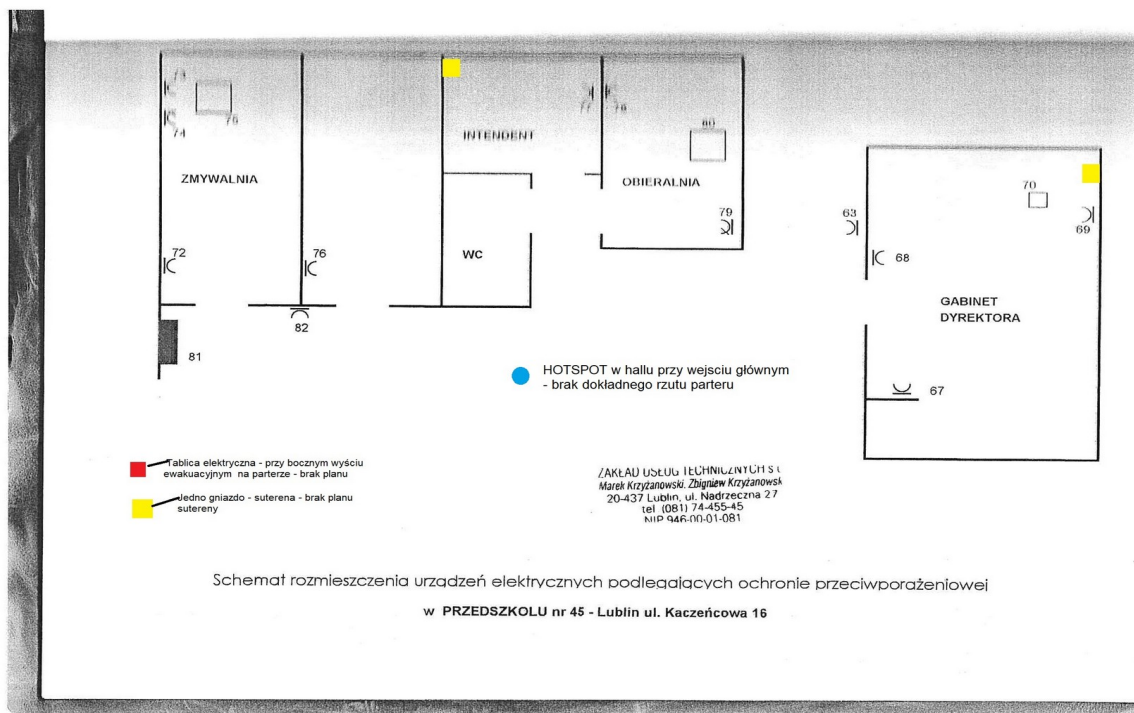 73
74
75
ZMYWALNIA
72
76
82
81
INTENDENT
WC
77
78
80
OBIERALNIA
79
63
68
70
69
GABINET
DYREKTORA
67
HOTSPOT w hallu przy wejsciu głównym
- brak dokładnego rzutu parteru
Tablica elektryczna - przy bocznym wyściu
ewakuacyjnym na parterze - brak planu
Jedno gniazdo - suterena - brak planu
sutereny
ZAKŁAD USŁUG TECHNICZNYCH s c
Marek Krzyżanowski. Zbigniew Krzyżanowsk
20-437 Lublin, ul. Nadrzeczna 27
tel (081) 74-455-45
NIP 946-00-01-081
Schemat rozmieszczenia urządzeń elektrycznych podlegających ochronie przeciwporażeniowej
w PRZEDSZKOLU nr 45 - Lublin ul. Kaczeńcowa 16